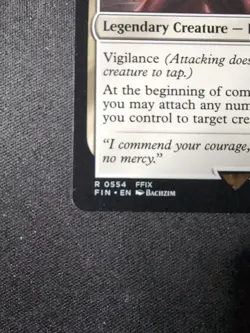 Legendary Creature —
Vigilance (Attacking does
creature to tap.)
At the beginning of com
you may attach any num
you control to target cre
"I commend your courage,
no mercy."
R 0554 FFIX
FIN • EN BACHZIM